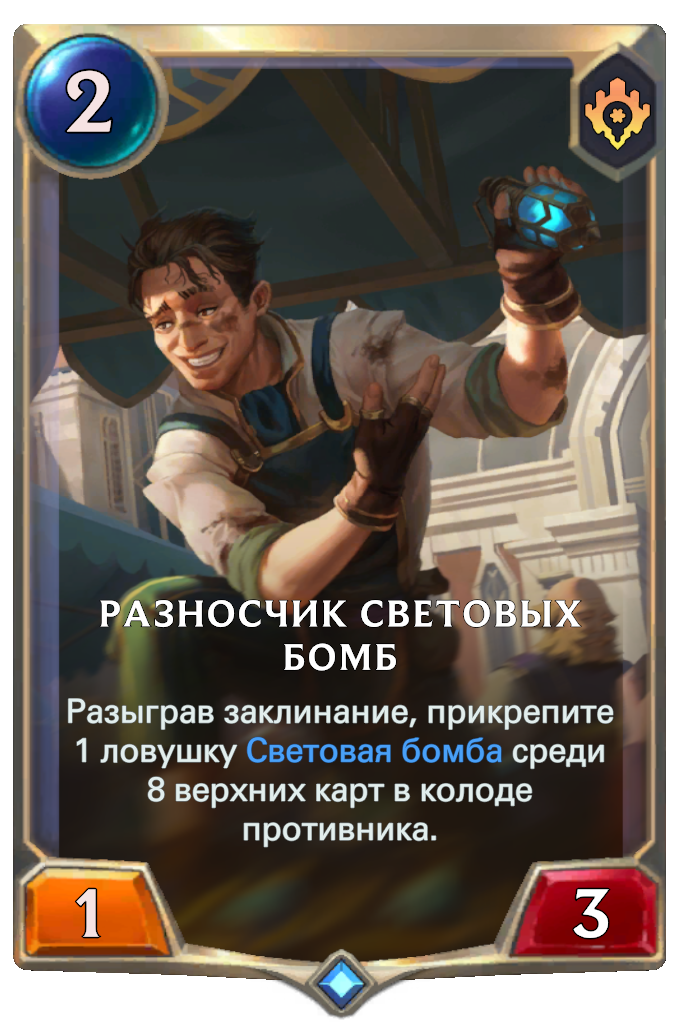 2
РАЗНОСЧИК СВЕТОВЫХ
БОМБ
Разыграв заклинание, прикрепите
1 ловушку Световая бомба среди
8 верхних карт в колоде
противника.
1
3